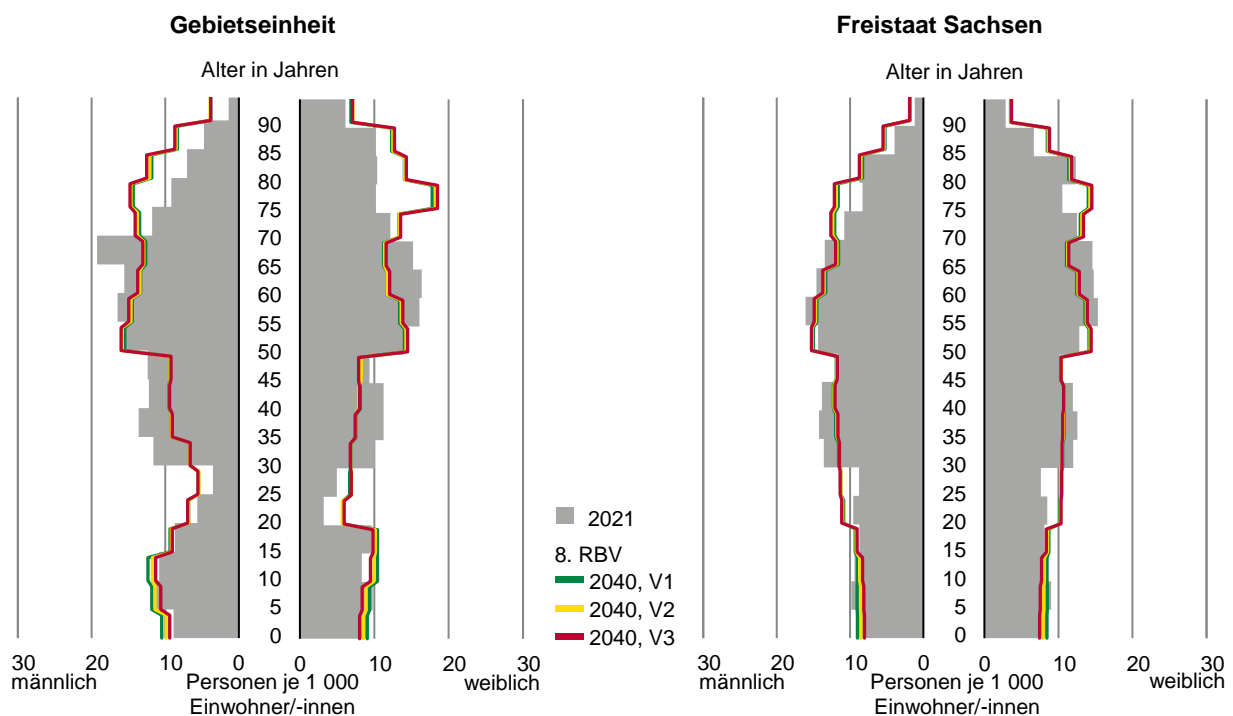 Gebietseinheit
Freistaat Sachsen
Alter in Jahren
Alter in Jahren
90
85
80
75
70
65
60
55
50
45
40
35
30
25
20
15
10
5
0
90
85
80
75
70
65
60
55
50
45
40
35
30
25
20
15
10
5
0
2021
8. RBV
2040, V1
2040, V2
2040, V3
30 20 10 0 0 10 20 30
männlich Personen je 1 000 weiblich
Einwohner/-innen
30 20 10 0 0 10 20 30
männlich Personen je 1 000 weiblich
Einwohner/-innen